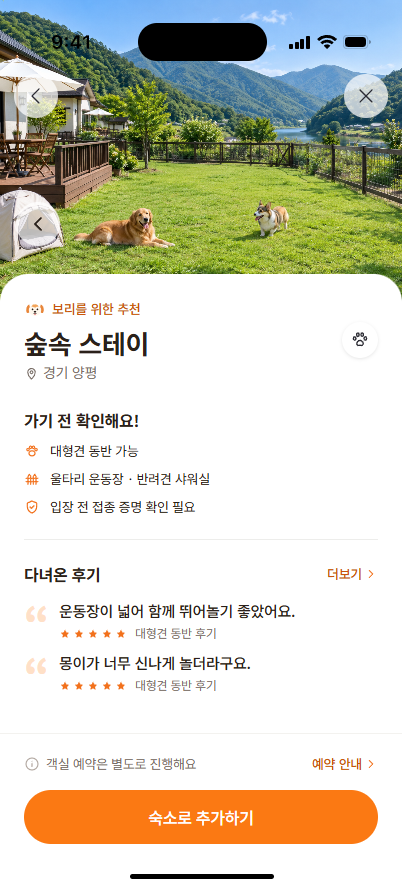 9:41
보리를 위한 추천
숲속 스테이
경기 양평
가기 전 확인해요!
대형견 동반 가능
울타리 운동장 · 반려견 샤워실
입장 전 접종 증명 확인 필요
다녀온 후기
더보기
운동장이 넓어 함께 뛰어놀기 좋았어요.
대형견 동반 후기
몽이가 너무 신나게 놀더라구요.
대형견 동반 후기
객실 예약은 별도로 진행해요
예약 안내
숙소로 추가하기